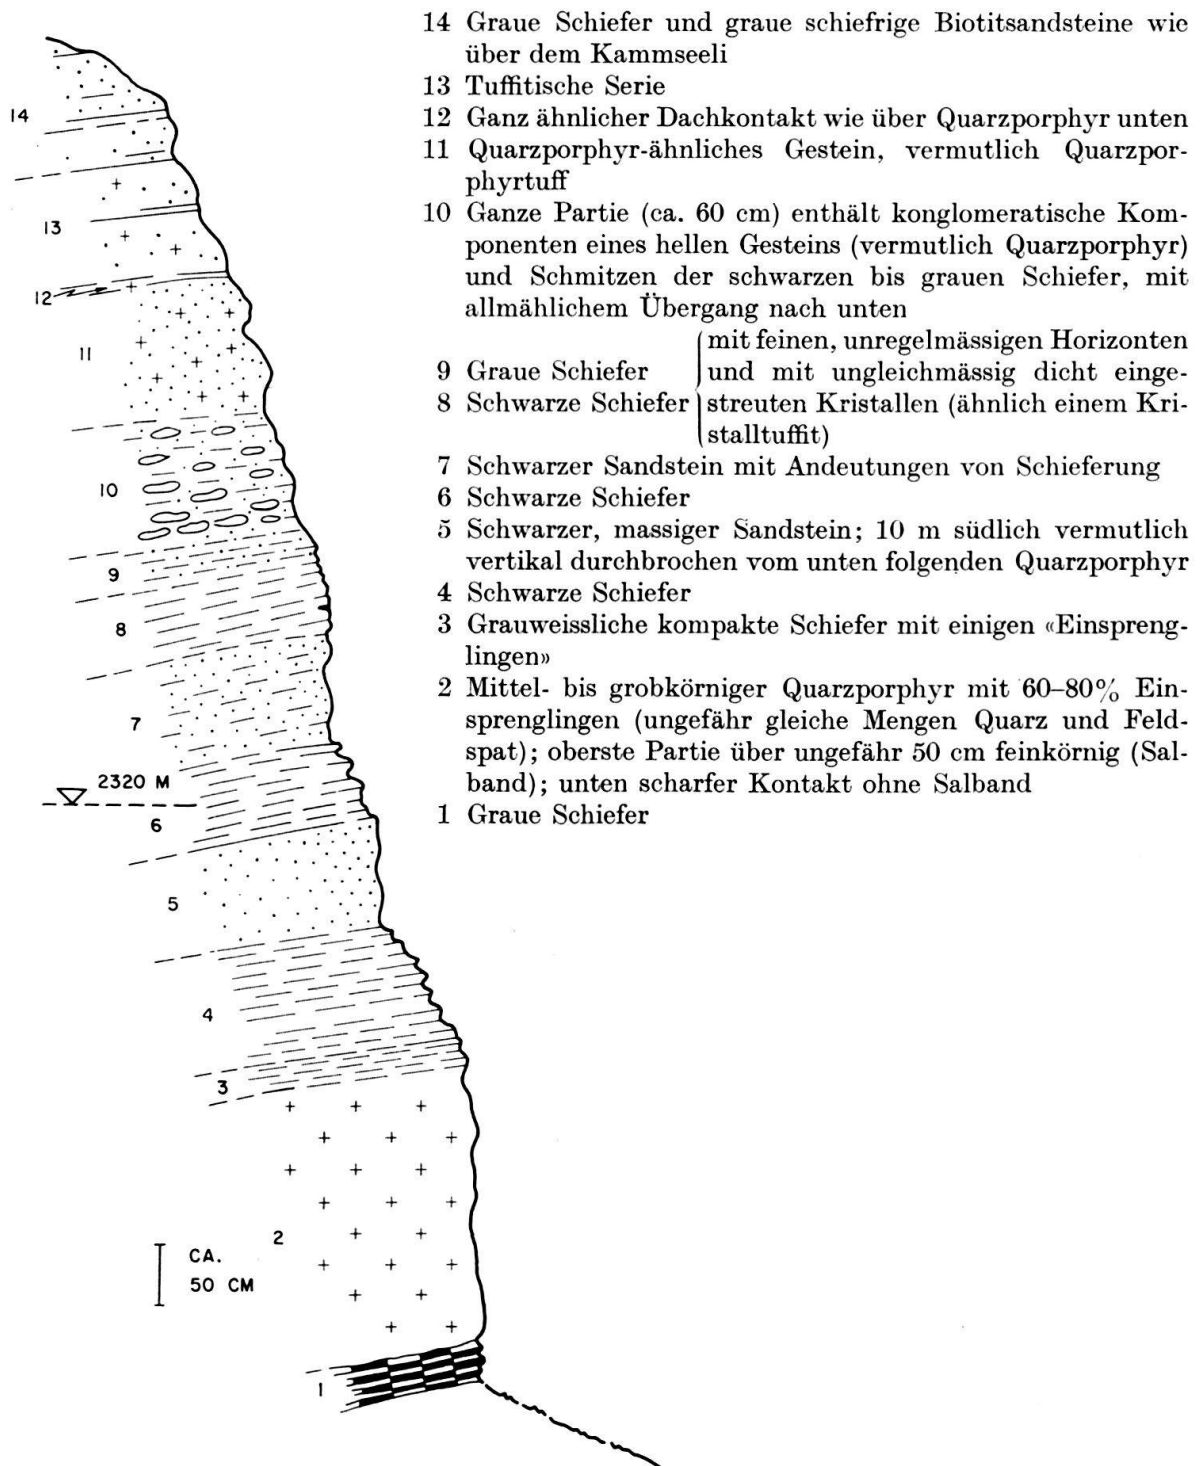 14 Graue Schiefer und graue schiefrige Biotitsandsteine wie
über dem Kammseeli
13 Tuffitische Serie
12 Ganz ähnlicher Dachkontakt wie über Quarzporphyr unten
11 Quarzporphyr-ähnliches Gestein, vermutlich Quarzpor-
phyrtuff
10 Ganze Partie (ca. 60 cm) enthält konglomeratische Kom-
ponenten eines hellen Gesteins (vermutlich Quarzporphyr)
und Schmitzen der schwarzen bis grauen Schiefer, mit
allmählichem Übergang nach unten
mit feinen, unregelmässigen Horizonten
9 Graue Schiefer und mit ungleichmässig dicht einge-
8 Schwarze Schiefer streuten Kristallen (ähnlich einem Kri-
stalltuffit)
7 Schwarzer Sandstein mit Andeutungen von Schieferung
6 Schwarze Schiefer
5 Schwarzer, massiger Sandstein; 10 m südlich vermutlich
vertikal durchbrochen vom unten folgenden Quarzporphyr
4 Schwarze Schiefer
3 Grauweissliche kompakte Schiefer mit einigen «Einspreng-
lingen»
2 Mittel- bis grobkörniger Quarzporphyr mit 60–80% Ein-
sprenglingen (ungefähr gleiche Mengen Quarz und Feld-
spat); oberste Partie über ungefähr 50 cm feinkörnig (Sal-
band); unten scharfer Kontakt ohne Salband
1 Graue Schiefer
14
13
12
11
10
9
8
7
2320 M
6
5
4
3
2
CA.
50 CM
1